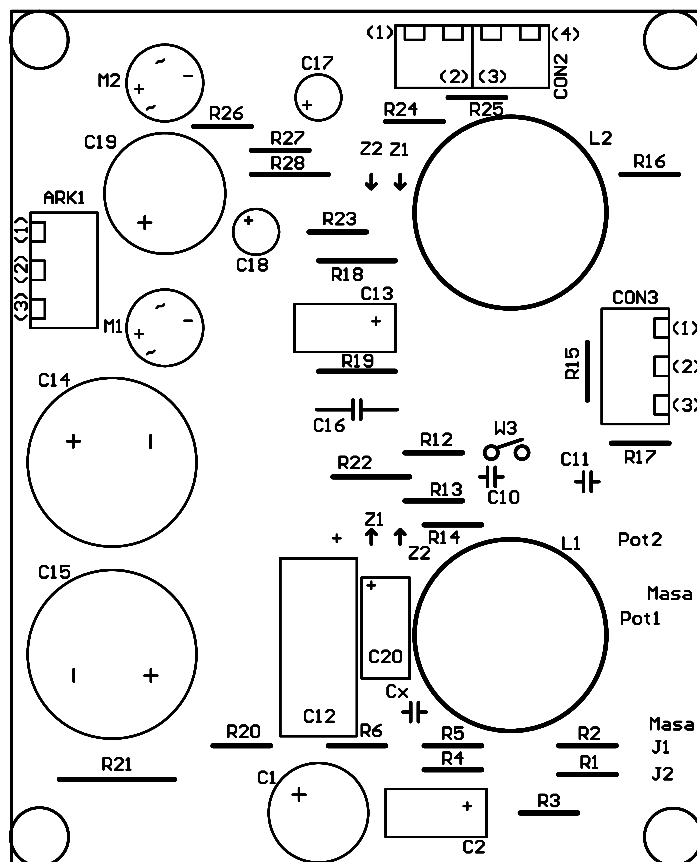 (1)
(4)
M2
~
-
+
~
C17
+
(2)
(3)
CON2
R24
R25
R26
C19
R27
Z2
Z1
L2
R28
R16
ARK1
+
+
R23
(1)
C18
R18
(2)
C13
CON3
(3)
+
M1
-
+
~
(1)
R19
R15
(2)
C14
(3)
C16
W3
R12
+
-
R17
R22
C11
C10
R13
Z1
R14
+
Z2
L1
Pot2
C15
+
Masa
Pot1
C20
-
+
Cx
C12
Masa
R20
R6
R5
R2
J1
R21
R4
R1
J2
C1
+
+
R3
C2